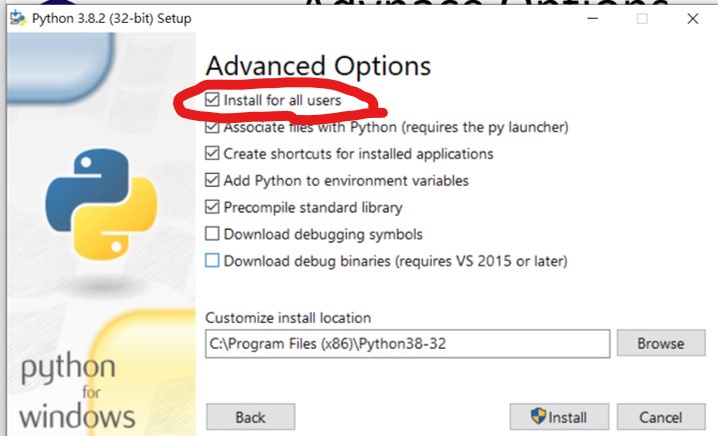 Advnace Options
Python 3.8.2 (32-bit) Setup
Advanced Options
Install for all users
Associate files with Python (requires the py launcher)
Create shortcuts for installed applications
Add Python to environment variables
Precompile standard library
Download debugging symbols
Download debug binaries (requires VS 2015 or later)
Customize install location
C:\Program Files (x86)\Python38-32
Browse
python
for
windows
Back
Install
Cancel